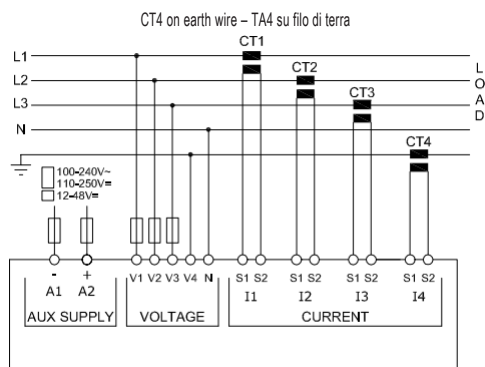 CT4 on earth wire – TA4 su filo di terra
CT1
L1
CT2
L2
CT3
L3
N
CT4
LOAD
100-240V~
110-250V=
12-48V=
- + V1 V2 V3 V4 N S1 S2 S1 S2 S1 S2 S1 S2
A1 A2 I1 I2 I3 I4
AUX SUPPLY VOLTAGE CURRENT